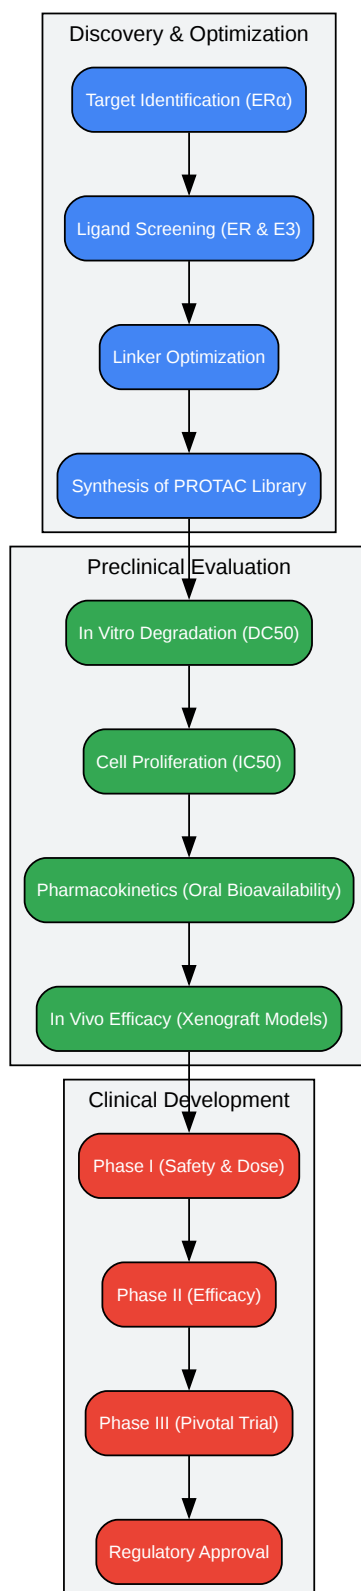 Discovery & Optimization
Target Identification (ERα)
Ligand Screening (ER & E3)
Linker Optimization
Synthesis of PROTAC Library
Preclinical Evaluation
In Vitro Degradation (DC50)
Cell Proliferation (IC50)
Pharmacokinetics (Oral Bioavailability)
In Vivo Efficacy (Xenograft Models)
Clinical Development
Phase I (Safety & Dose)
Phase II (Efficacy)
Phase III (Pivotal Trial)
Regulatory Approval